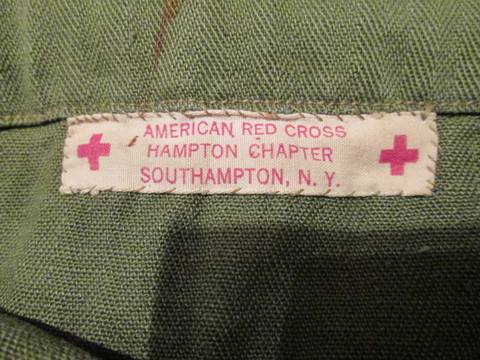 AMERICAN RED CROSS
HAMPTON CHAPTER
SOUTHAMPTON, N. Y.